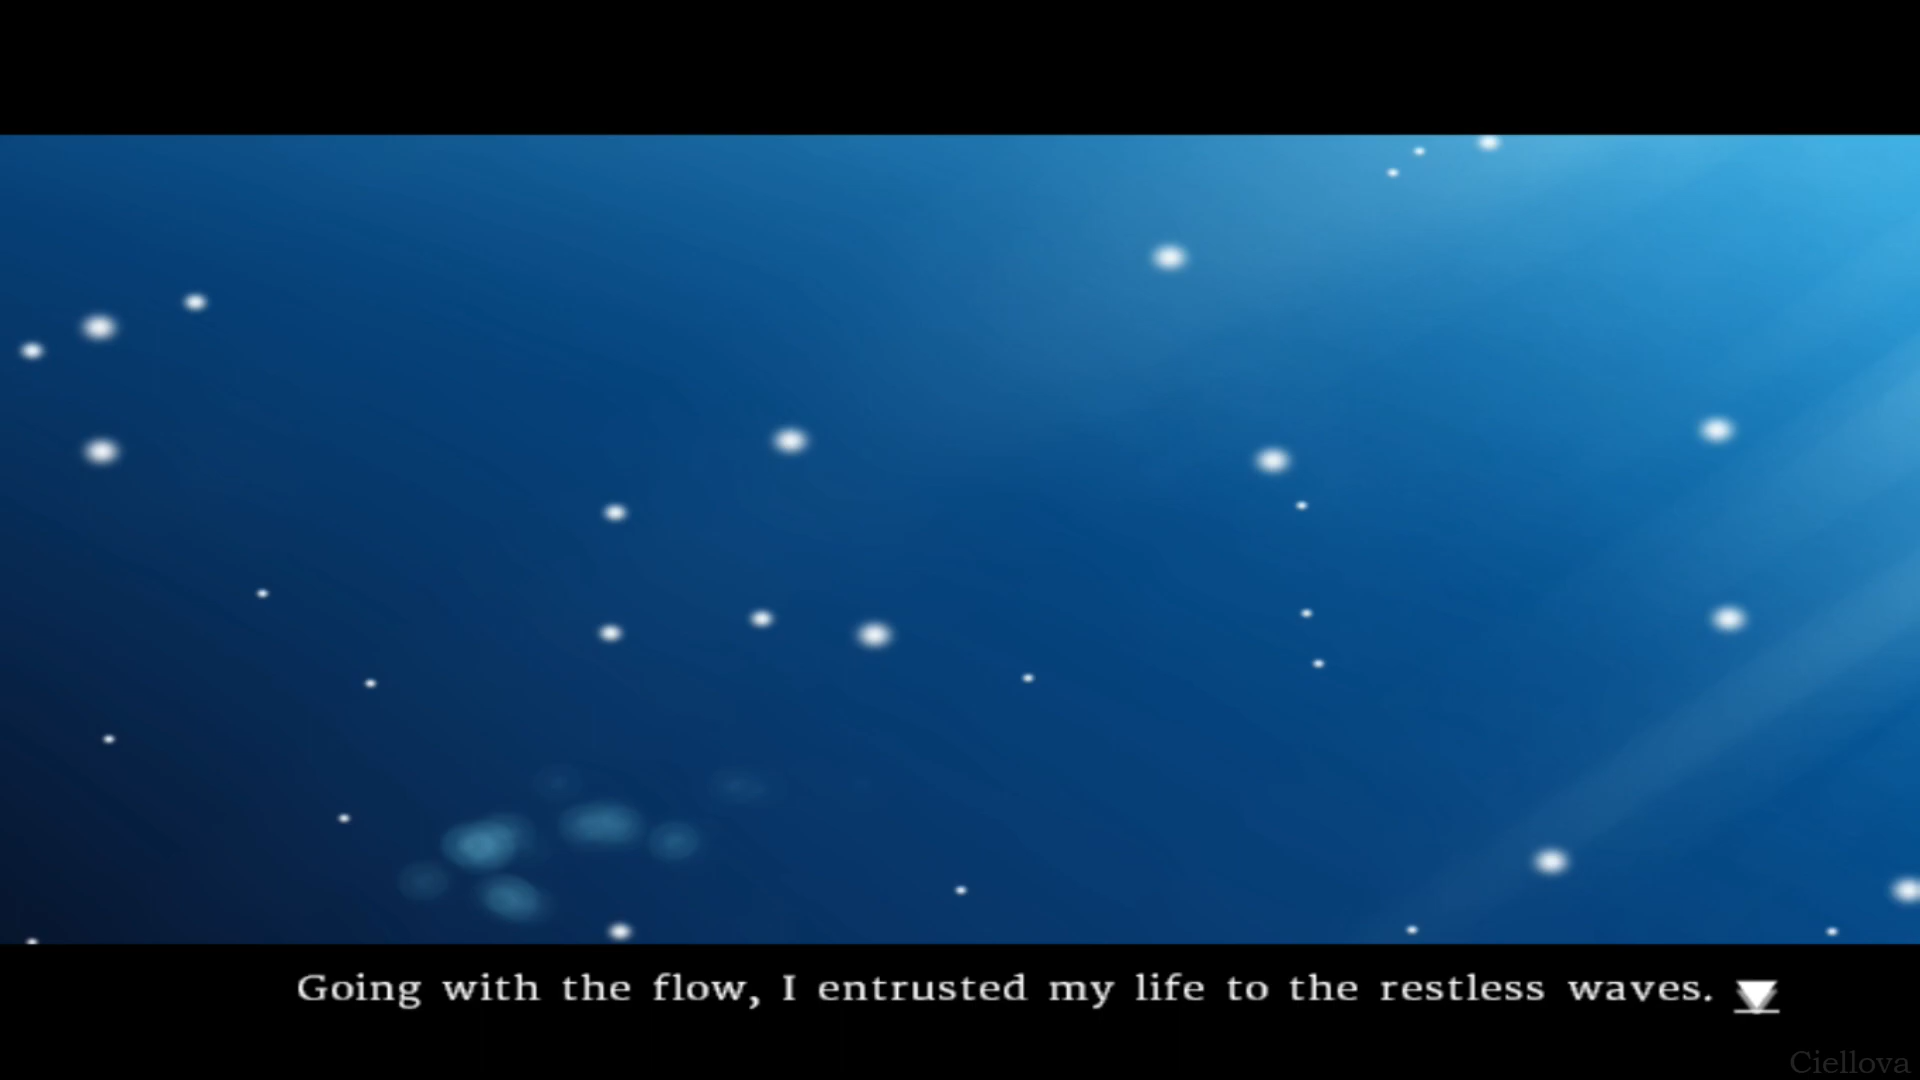 Going with the flow, I entrusted my life to the restless waves.
Ciellova